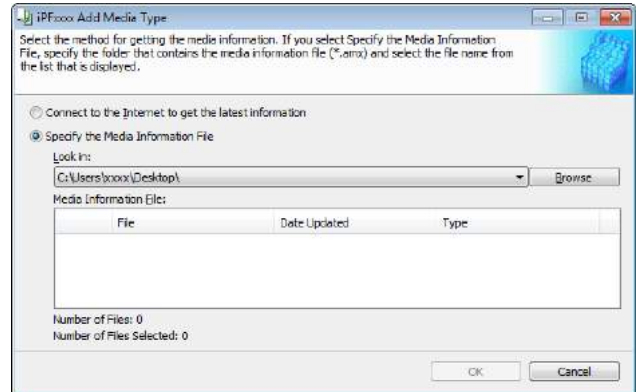 iPFxxxx Add Media Type
Select the method for getting the media information. If you select Specify the Media Information
File, specify the folder that contains the media information file (*.amx) and select the file name from
the list that is displayed.
Connect to the Internet to get the latest information
Specify the Media Information File
Look in:
C:\Users\xxxx\Desktop\
Browse
Media Information File:
File Date Updated Type
Number of Files: 0
Number of Files Selected: 0
OK Cancel